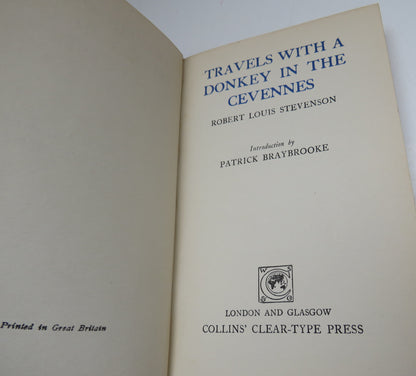 Printed in Great Britain
TRAVELS WITH A
DONKEY IN THE
CEVENNES
ROBERT LOUIS STEVENSON
Introduction by
PATRICK BRAYBROOKE
LONDON AND GLASGOW
COLLINS' CLEAR-TYPE PRESS